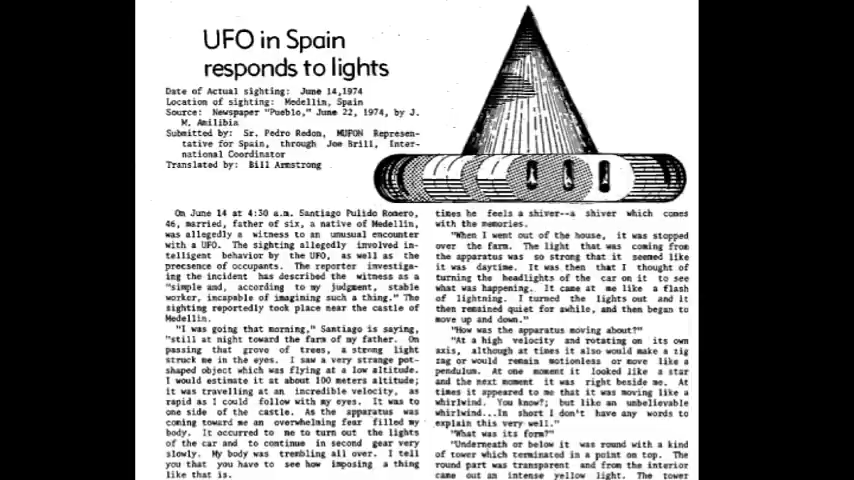 UFO in Spain
responds to lights
Date of Actual sighting: June 14,1974
Location of sighting: Medellin, Spain
Source: Newspaper "Pueblo," June 22, 1974, by J.
M. Amilibia
Submitted by: Sr. Pedro Redon, MUFON Represen-
tative for Spain, through Joe Brill, Inter-
national Coordinator
Translated by: Bill Armstrong
On June 14 at 4:30 a.m. Santiago Pulido Romero,
46, married, father of six, a native of Medellin,
was allegedly a witness to an unusual encounter
with a UFO. The sighting allegedly involved in-
telligent behavior by the UFO, as well as the
precsence of occupants. The reporter investiga-
ing the incident has described the witness as a
"simple and, according to my judgment, stable
worker, incapable of imagining such a thing." The
sighting reportedly took place near the castle of
Medellin.
"I was going that morning," Santiago is saying,
"still at night toward the farm of my father. On
passing that grove of trees, a strong light
struck me in the eyes. I saw a very strange pot-
shaped object which was flying at a low altitude.
I would estimate it at about 100 meters altitude;
it was travelling at an incredible velocity, as
rapid as I could follow with my eyes. It was to
one side of the castle. As the apparatus was
coming toward me an overwhelming fear filled my
body. It occurred to me to turn out the lights
of the car and to continue in second gear very
slowly. My body was trembling all over. I tell
you that you have to see how imposing a thing
like that is.
times he feels a shiver--a shiver which comes
with the memories.
"When I went out of the house, it was stopped
over the farm. The light that was coming from
the apparatus was so strong that it seemed like
it was daytime. It was then that I thought of
turning the headlights of the car on it to see
what was happening. It came at me like a flash
of lightning. I turned the lights out and it
then remained quiet for awhile, and then began to
move up and down."
"How was the apparatus moving about?"
"At a high velocity and rotating on its own
axis, although at times it also would make a zig
zag or would remain motionless or move like a
pendulum. At one moment it looked like a star
and the next moment it was right beside me. At
times it appeared to me that it was moving like a
whirlwind. You know?; but like an unbelievable
whirlwind...In short I don't have any words to
explain this very well."
"What was its form?"
"Underneath or below it was round with a kind
of tower which terminated in a point on top. The
round part was transparent and from the interior
came out an intense yellow light. The tower